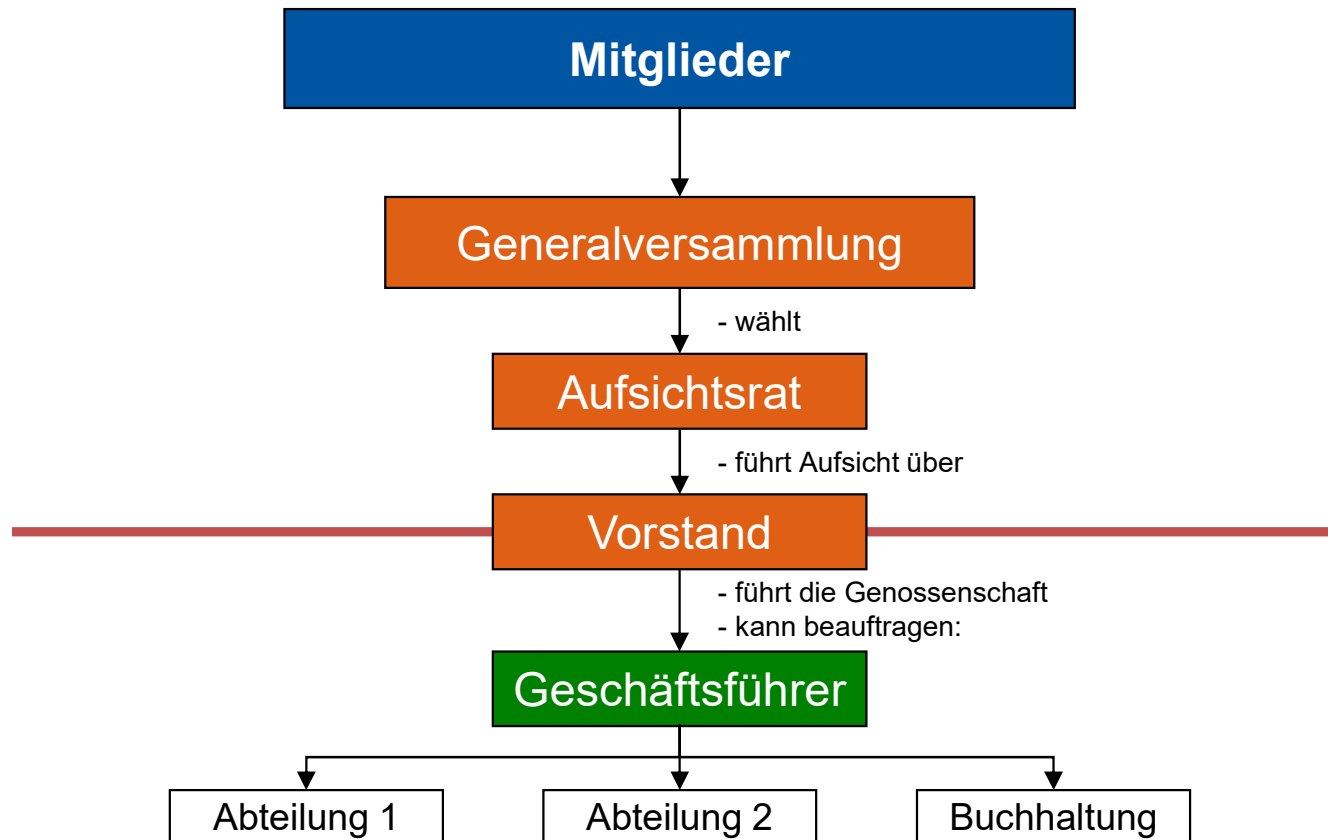 Mitglieder
Generalversammlung
- wählt
Aufsichtsrat
- führt Aufsicht über
Vorstand
- führt die Genossenschaft
- kann beauftragen:
Geschäftsführer
Abteilung 1
Abteilung 2
Buchhaltung